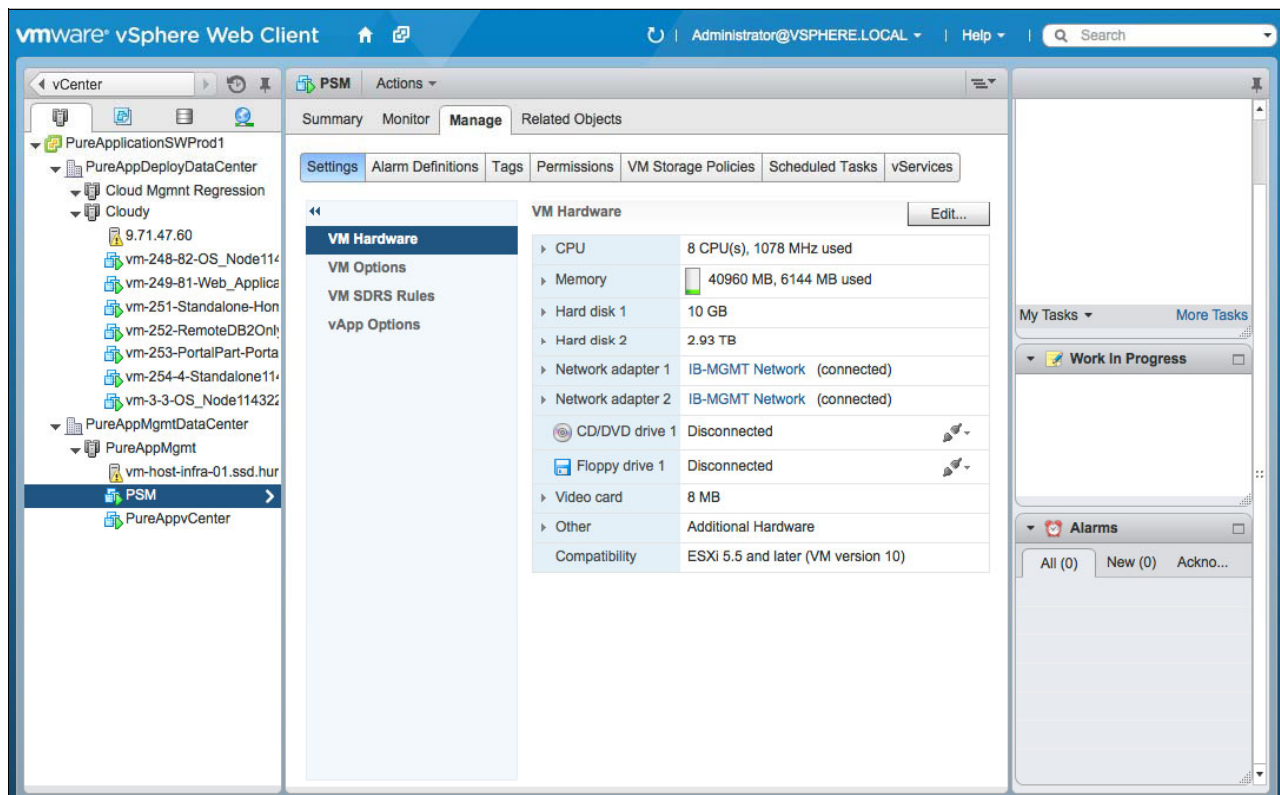 vmware® vSphere Web Client
Administrator@VSPHERE.LOCAL
Help
Search
vCenter
PureApplicationSWProd1
PureAppDeployDataCenter
Cloud Mgmnt Regression
Cloudy
9.71.47.60
vm-248-82-OS_Node114
vm-249-81-Web_Applica
vm-251-Standalone-Hon
vm-252-RemoteDB2Only
vm-253-PortalPart-Porta
vm-254-4-Standalone114
vm-3-3-OS_Node114322
PureAppMgmtDataCenter
PureAppMgmt
vm-host-infra-01.ssd.hur
PSM
PureAppvCenter
PSM Actions
Summary Monitor Manage Related Objects
Settings Alarm Definitions Tags Permissions VM Storage Policies Scheduled Tasks vServices
VM Hardware
VM Options
VM SDRS Rules
vApp Options
VM Hardware Edit...
CPU 8 CPU(s), 1078 MHz used
Memory 40960 MB, 6144 MB used
Hard disk 1 10 GB
Hard disk 2 2.93 TB
Network adapter 1 IB-MGMT Network (connected)
Network adapter 2 IB-MGMT Network (connected)
CD/DVD drive 1 Disconnected
Floppy drive 1 Disconnected
Video card 8 MB
Other Additional Hardware
Compatibility ESXi 5.5 and later (VM version 10)
My Tasks More Tasks
Work In Progress
Alarms
All (0) New (0) Ackno...